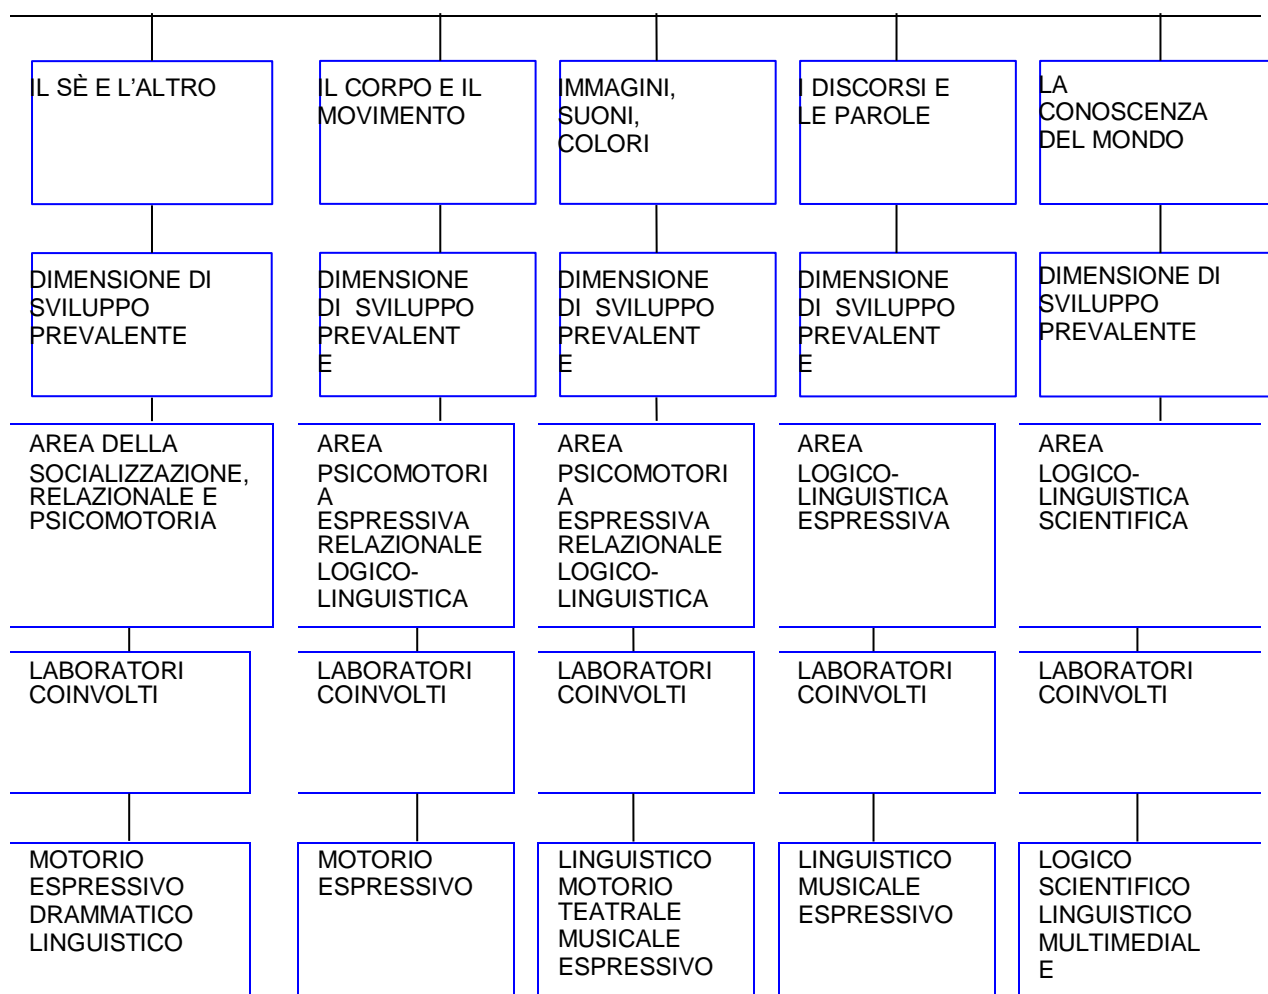 IL SÈ E L'ALTRO
IL CORPO E IL
MOVIMENTO
IMMAGINI,
SUONI,
COLORI
I DISCORSI E
LE PAROLE
LA
CONOSCENZA
DEL MONDO
DIMENSIONE DI
SVILUPPO
PREVALENTE
DIMENSIONE
DI SVILUPPO
PREVALENT
E
DIMENSIONE
DI SVILUPPO
PREVALENT
E
DIMENSIONE
DI SVILUPPO
PREVALENT
E
DIMENSIONE DI
SVILUPPO
PREVALENTE
AREA DELLA
SOCIALIZZAZIONE,
RELAZIONALE E
PSICOMOTORIA
AREA
PSICOMOTORI
A
ESPRESSIVA
RELAZIONALE
LOGICO-
LINGUISTICA
AREA
PSICOMOTORI
A
ESPRESSIVA
RELAZIONALE
LOGICO-
LINGUISTICA
AREA
LOGICO-
LINGUISTICA
ESPRESSIVA
AREA
LOGICO-
LINGUISTICA
SCIENTIFICA
LABORATORI
COINVOLTI
LABORATORI
COINVOLTI
LABORATORI
COINVOLTI
LABORATORI
COINVOLTI
LABORATORI
COINVOLTI
MOTORIO
ESPRESSIVO
DRAMMATICO
LINGUISTICO
MOTORIO
ESPRESSIVO
LINGUISTICO
MOTORIO
TEATRALE
MUSICALE
ESPRESSIVO
LINGUISTICO
MUSICALE
ESPRESSIVO
LOGICO
SCIENTIFICO
LINGUISTICO
MULTIMEDIAL
E